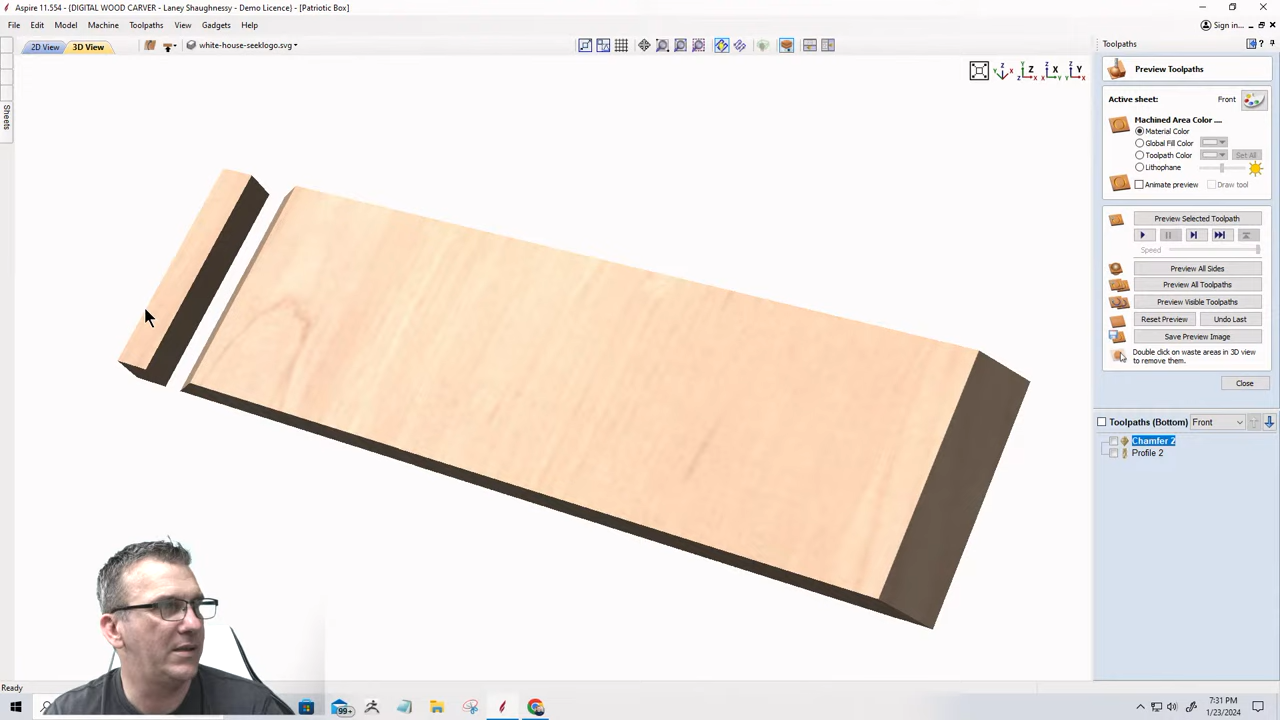 Aspire 11.554 - {DIGITAL WOOD CARVER - Laney Shaughnessy - Demo Licence} - [Patriotic Box]
File Edit Model Machine Toolpaths View Gadgets Help
Sign in...
2D View 3D View white-house-seeklogo.svg
Sheets
Z X Y
Toolpaths
Preview Toolpaths
Active sheet: Front
Machined Area Color ....
Material Color
Global Fill Color
Toolpath Color Set All
Lithophane
Animate preview Draw tool
Preview Selected Toolpath
Speed
Preview All Sides
Preview All Toolpaths
Preview Visible Toolpaths
Reset Preview Undo Last
Save Preview Image
Double click on waste areas in 3D view
to remove them.
Close
Toolpaths (Bottom) Front
Chamfer 2
Profile 2
Ready
99+
7:31 PM
1/23/2024